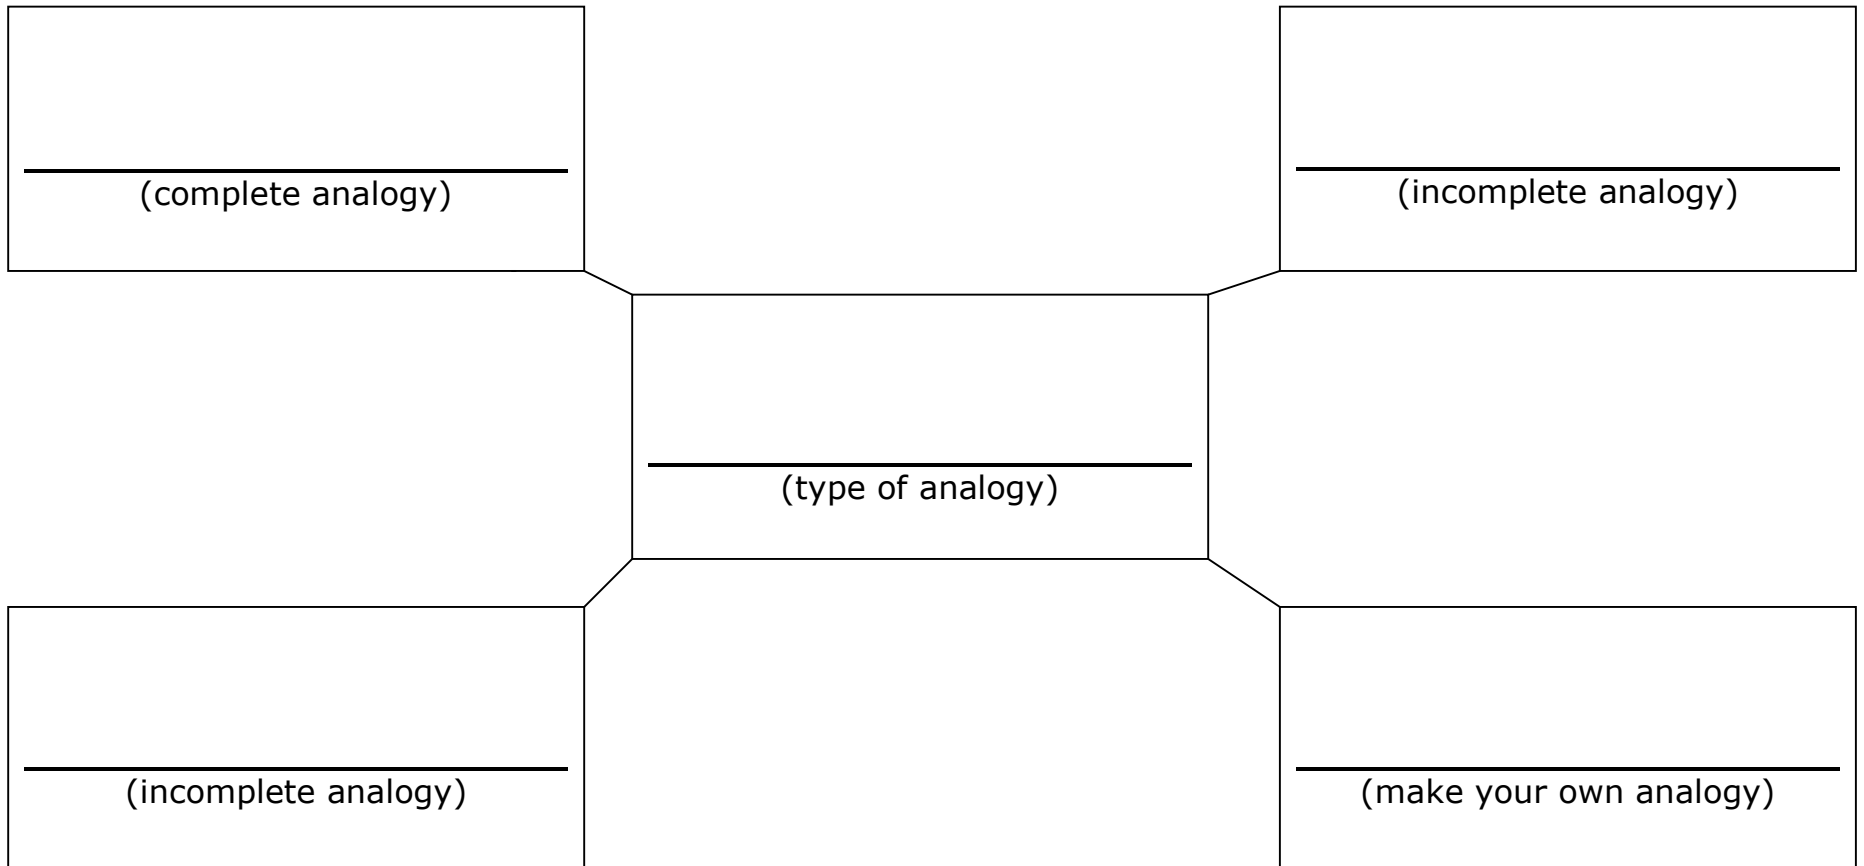 (complete analogy)
(incomplete analogy)
(type of analogy)
(incomplete analogy)
(make your own analogy)